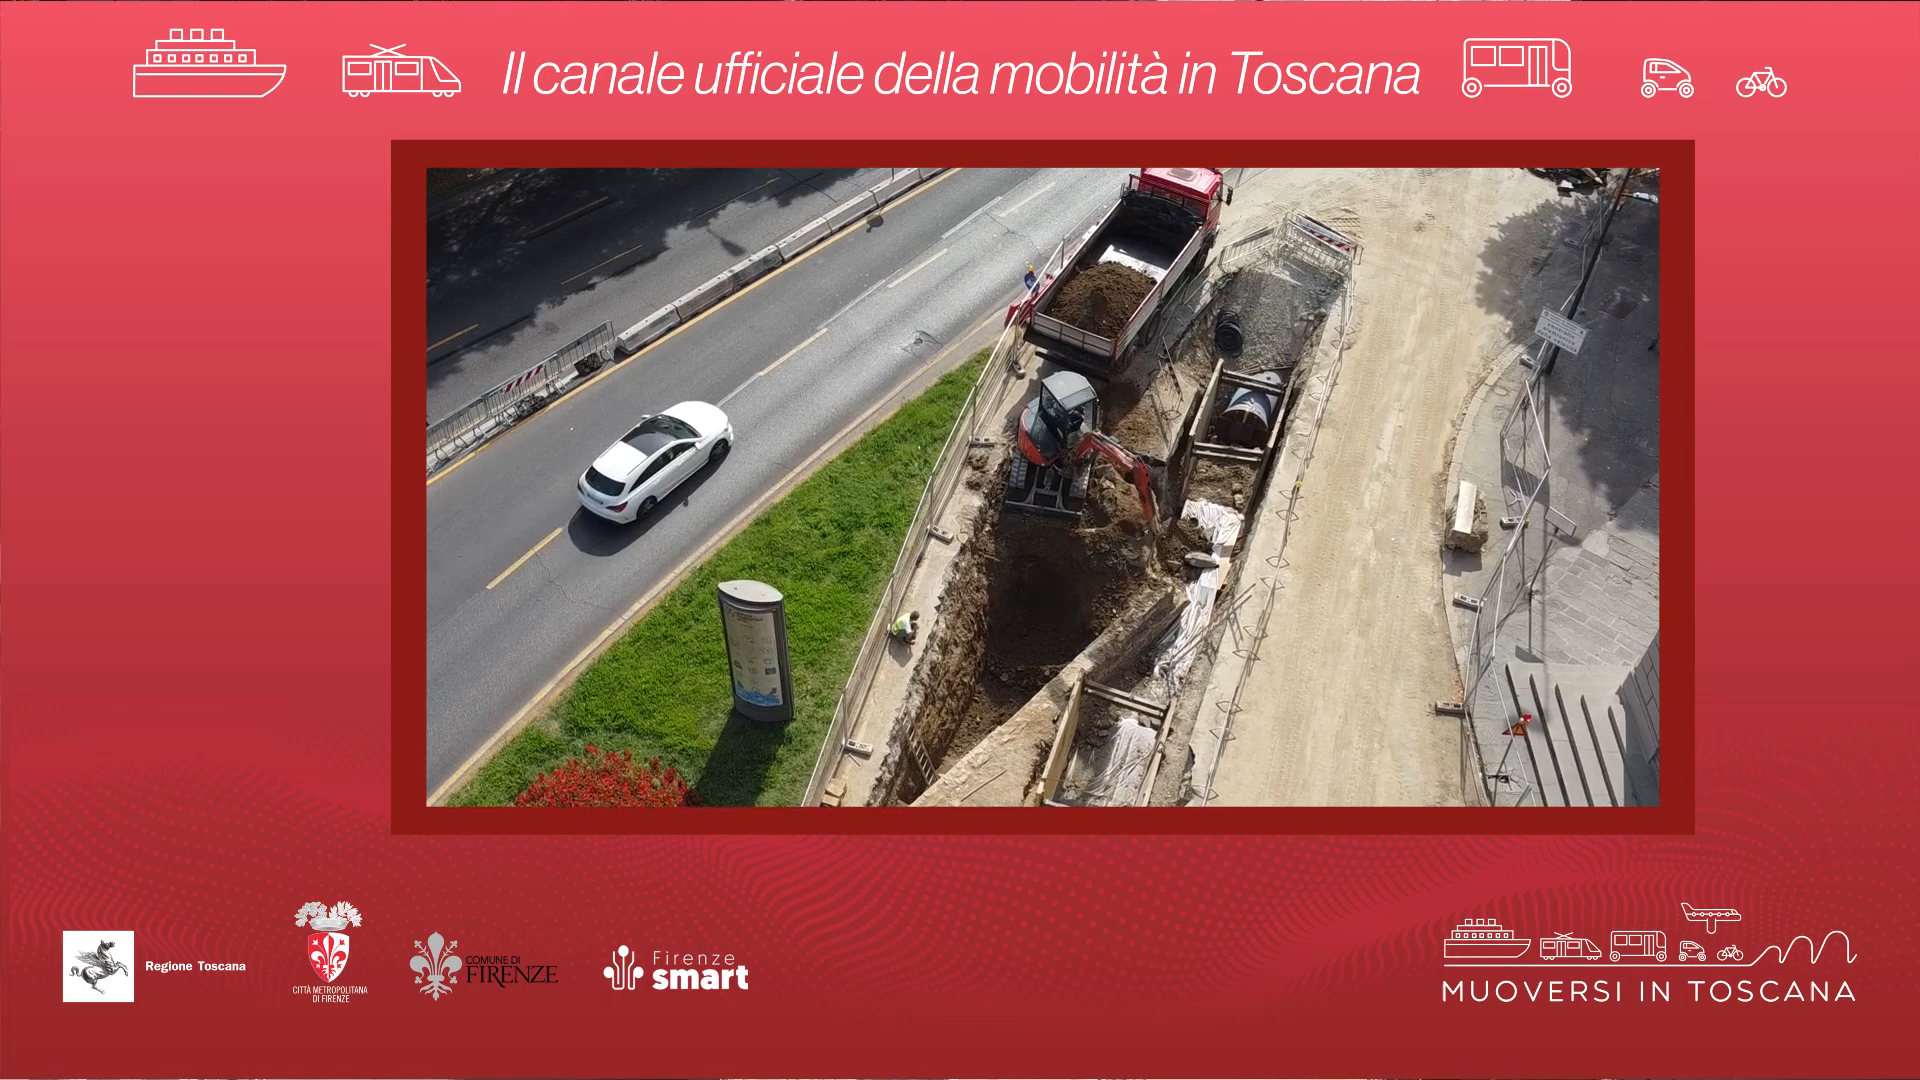 Il canale ufficiale della mobilità in Toscana
Regione Toscana
CITTÀ METROPOLITANA
DI FIRENZE
COMUNE DI
FIRENZE
Firenze
smart
MUOVERSI IN TOSCANA